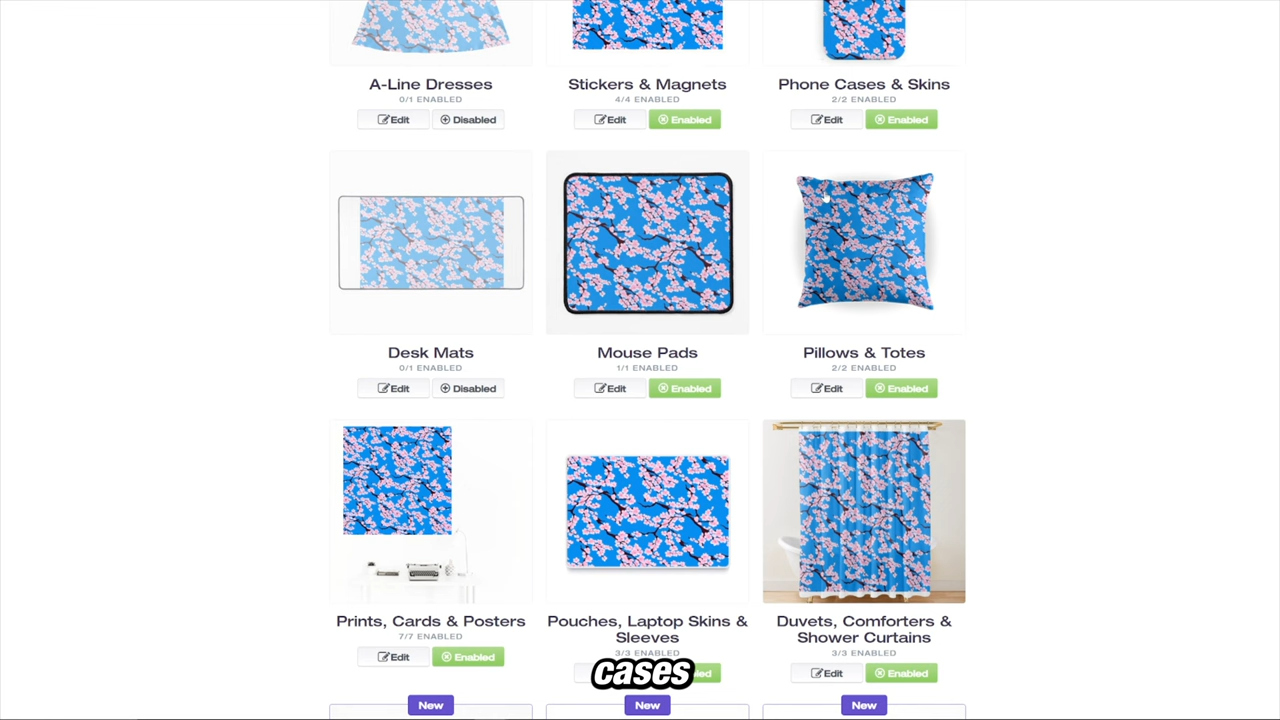 A-Line Dresses
0/1 ENABLED
Edit
Disabled
Stickers & Magnets
4/4 ENABLED
Edit
Enabled
Phone Cases & Skins
2/2 ENABLED
Edit
Enabled
Desk Mats
0/1 ENABLED
Edit
Disabled
Mouse Pads
1/1 ENABLED
Edit
Enabled
Pillows & Totes
2/2 ENABLED
Edit
Enabled
Prints, Cards & Posters
7/7 ENABLED
Edit
Enabled
Pouches, Laptop Skins &
Sleeves
3/3 ENABLED
cases
Duvets, Comforters &
Shower Curtains
3/3 ENABLED
Edit
Enabled
New
New
New